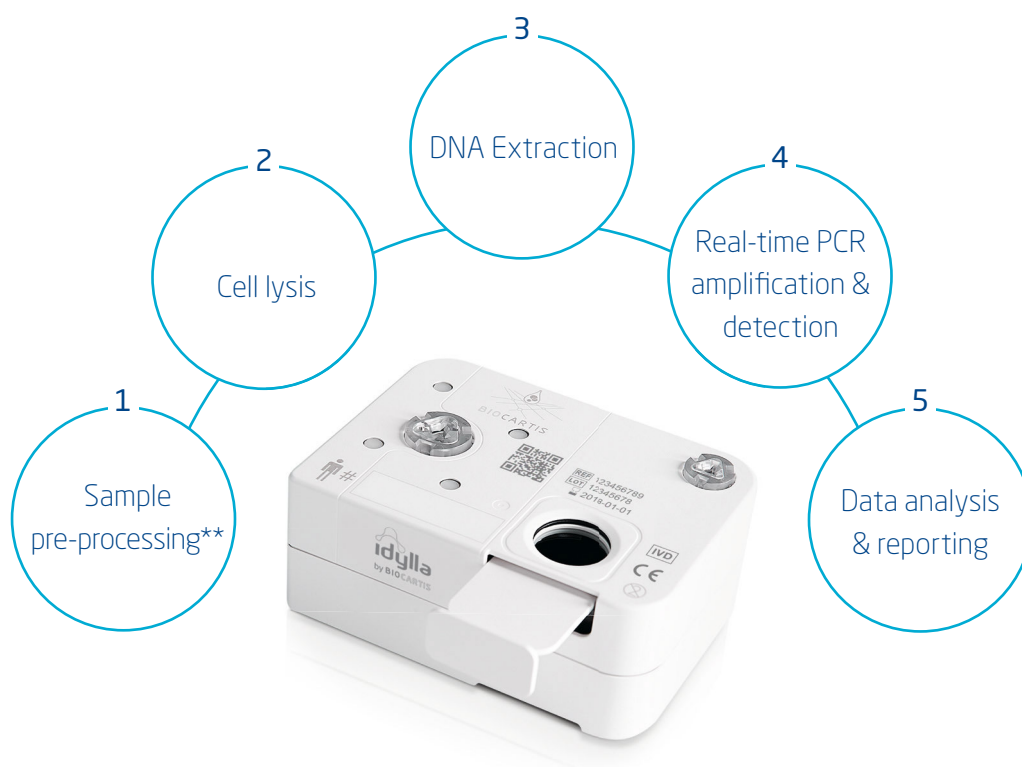 3
DNA Extraction
2
Cell lysis
4
Real-time PCR
amplification &
detection
1
Sample
pre-processing**
5
Data analysis
& reporting
BIOCARTIS
#
REF 123456789
LOT 12345678
2018-01-01
idylla
by BIOCARTIS
IVD
CE